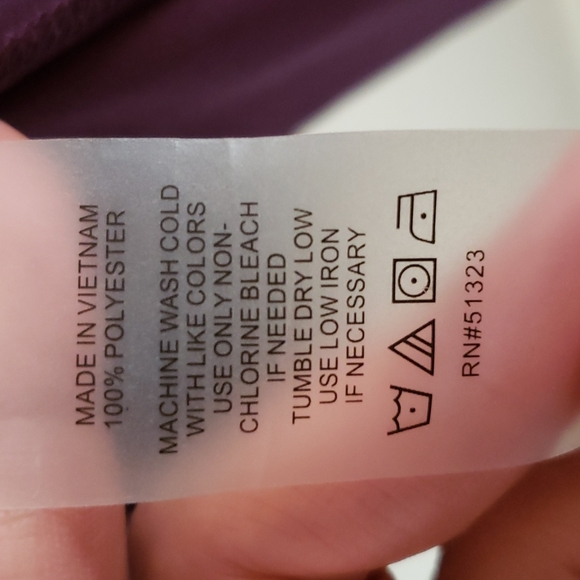 MADE IN VIETNAM
100% POLYESTER
MACHINE WASH COLD
WITH LIKE COLORS
USE ONLY NON-
CHLORINE BLEACH
IF NEEDED
TUMBLE DRY LOW
USE LOW IRON
IF NECESSARY
RN#51323